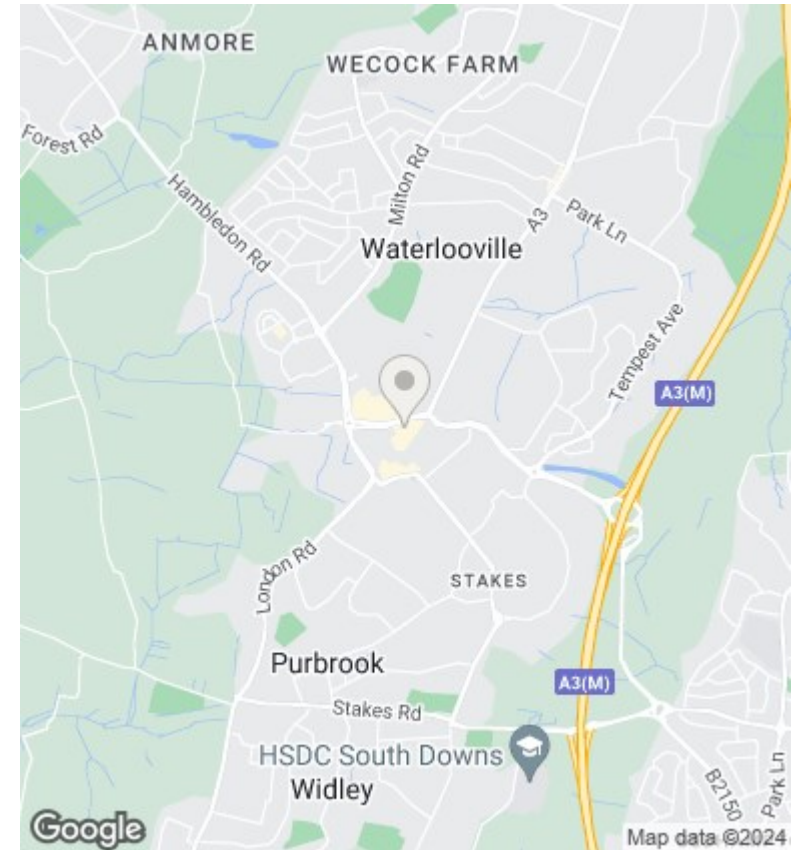 ANMORE
WECOCK FARM
Forest Rd
Milton Rd
Hambledon Rd
A3
Park Ln
Waterlooville
Tempest Ave
A3(M)
London Rd
STAKES
Purbrook
A3(M)
Stakes Rd
HSDC South Downs
Widley
B2150
Park Ln
Google
Map data ©2024